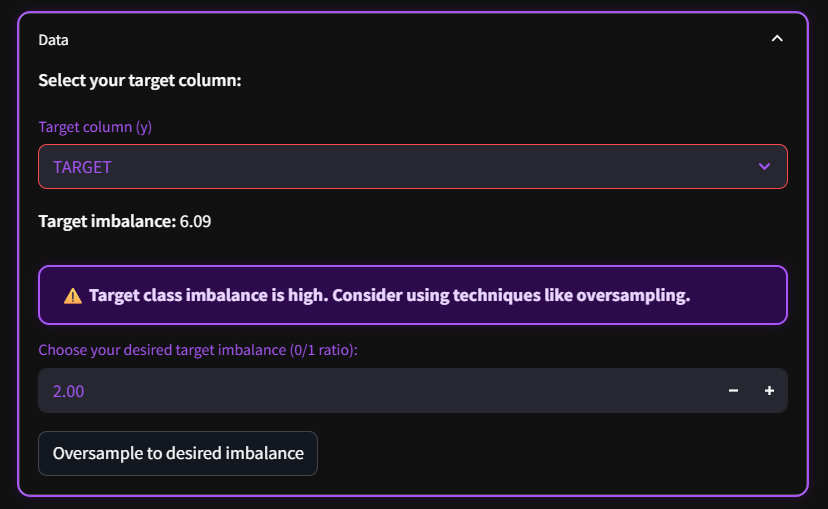 Data
Select your target column:
Target column (y)
TARGET
Target imbalance: 6.09
⚠️ Target class imbalance is high. Consider using techniques like oversampling.
Choose your desired target imbalance (0/1 ratio):
2.00 − +
Oversample to desired imbalance